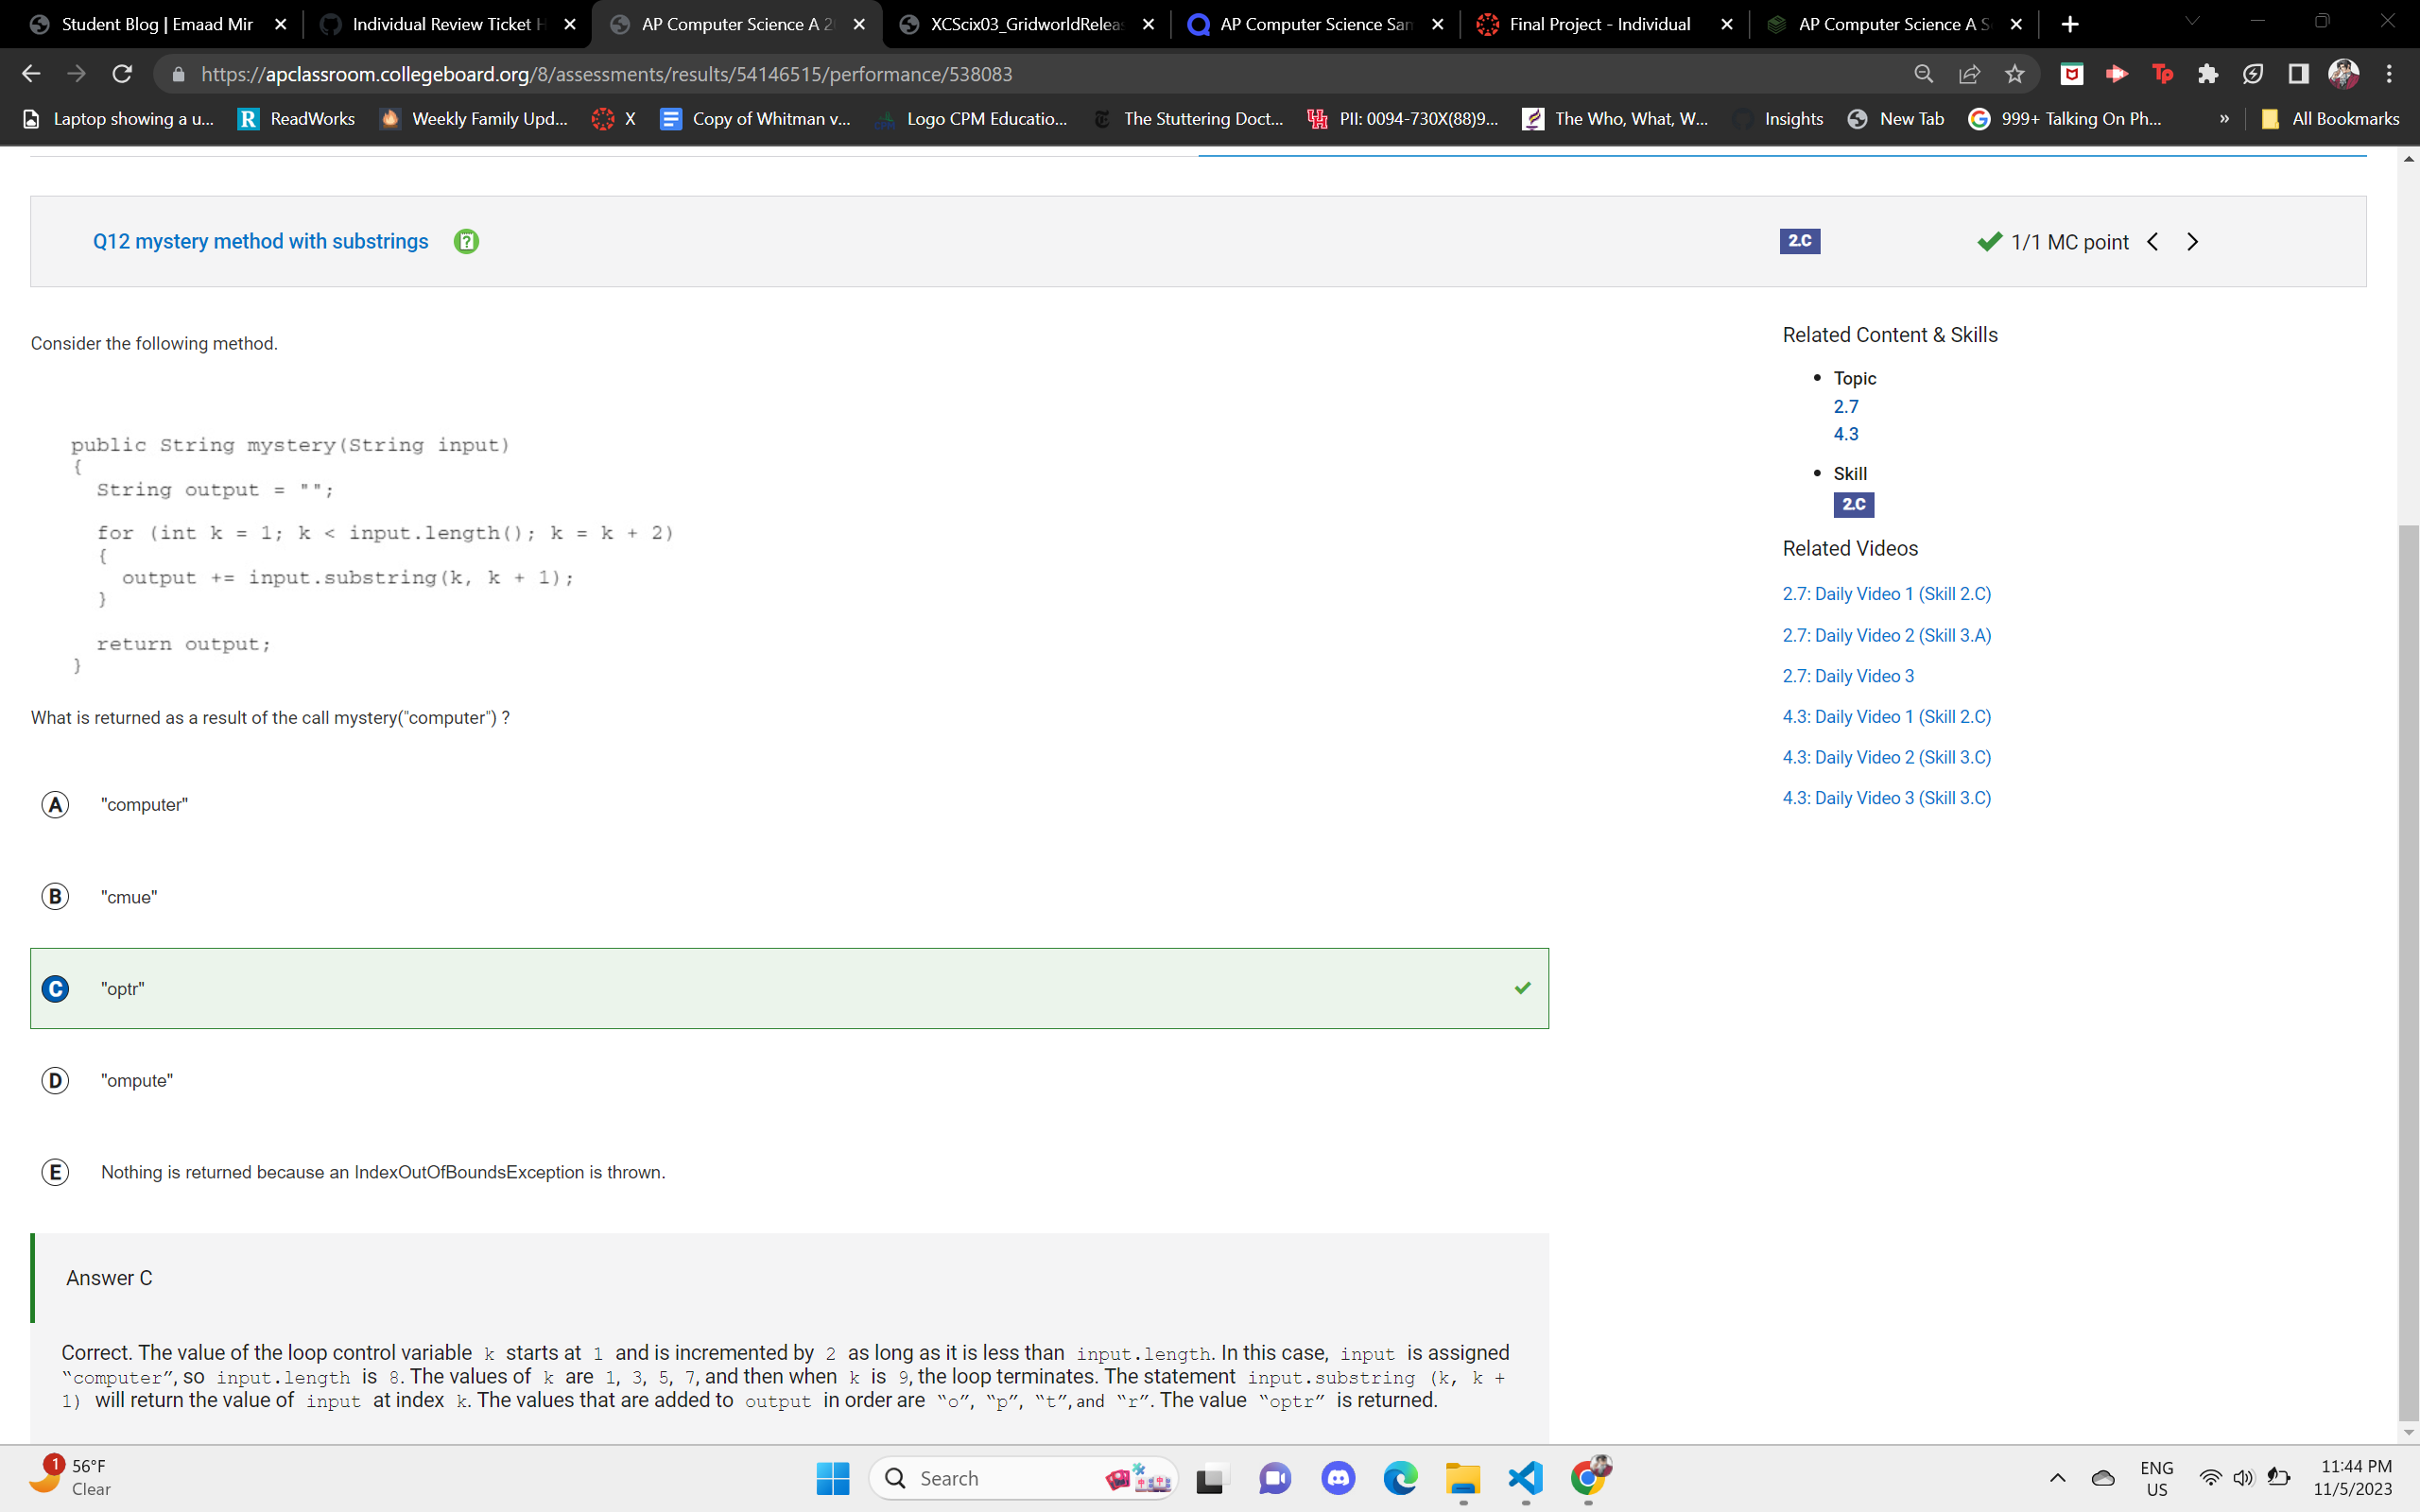 Student Blog | Emaad Mir
Individual Review Ticket H
AP Computer Science A 2
XCScix03_GridworldRelea
AP Computer Science San
Final Project - Individual
AP Computer Science A S
https://apclassroom.collegeboard.org/8/assessments/results/54146515/performance/538083
Laptop showing a u...
R ReadWorks
Weekly Family Upd...
X
Copy of Whitman v...
Logo CPM Educatio...
The Stuttering Doct...
PII: 0094-730X(88)9...
The Who, What, W...
Insights
New Tab
999+ Talking On Ph...
»
All Bookmarks
Q12 mystery method with substrings
2.C
1/1 MC point
Consider the following method.
public String mystery(String input)
{
String output = "";
for (int k = 1; k < input.length(); k = k + 2)
{
output += input.substring(k, k + 1);
}
return output;
}
What is returned as a result of the call mystery("computer") ?
A "computer"
B "cmue"
C "optr"
D "ompute"
E Nothing is returned because an IndexOutOfBoundsException is thrown.
Answer C
Correct. The value of the loop control variable k starts at 1 and is incremented by 2 as long as it is less than input.length. In this case, input is assigned
“computer”, so input.length is 8. The values of k are 1, 3, 5, 7, and then when k is 9, the loop terminates. The statement input.substring (k, k +
1) will return the value of input at index k. The values that are added to output in order are “o”, “p”, “t”, and “r”. The value “optr” is returned.
Related Content & Skills
• Topic
2.7
4.3
• Skill
2.C
Related Videos
2.7: Daily Video 1 (Skill 2.C)
2.7: Daily Video 2 (Skill 3.A)
2.7: Daily Video 3
4.3: Daily Video 1 (Skill 2.C)
4.3: Daily Video 2 (Skill 3.C)
4.3: Daily Video 3 (Skill 3.C)
1
56°F
Clear
Search
ENG
US
11:44 PM
11/5/2023